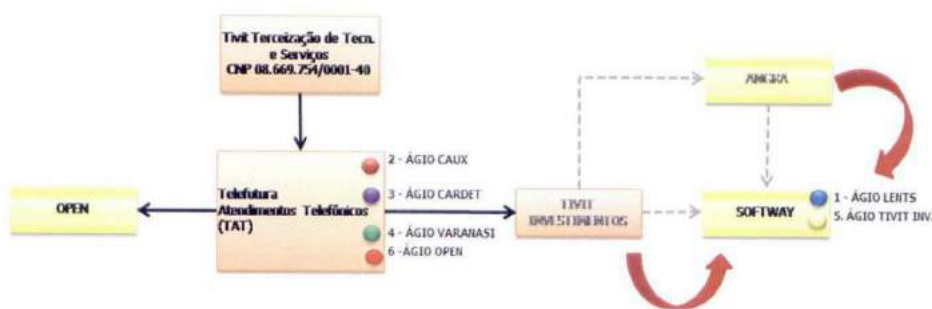 Tivit Terceização de Tecn.
e Serviços
CNP 08.669.754/0001-40
ANGRA
2 - ÁGIO CAUX
3 - ÁGIO CARDET
4 - ÁGIO VARANASI
6 - ÁGIO OPEN
Telefutura
Atendimentos Telefônicos
(TAT)
OPEN
TIVIT
INVESTIMENTOS
SOFTWAY
1 - ÁGIO LENTS
5. ÁGIO TIVIT INV